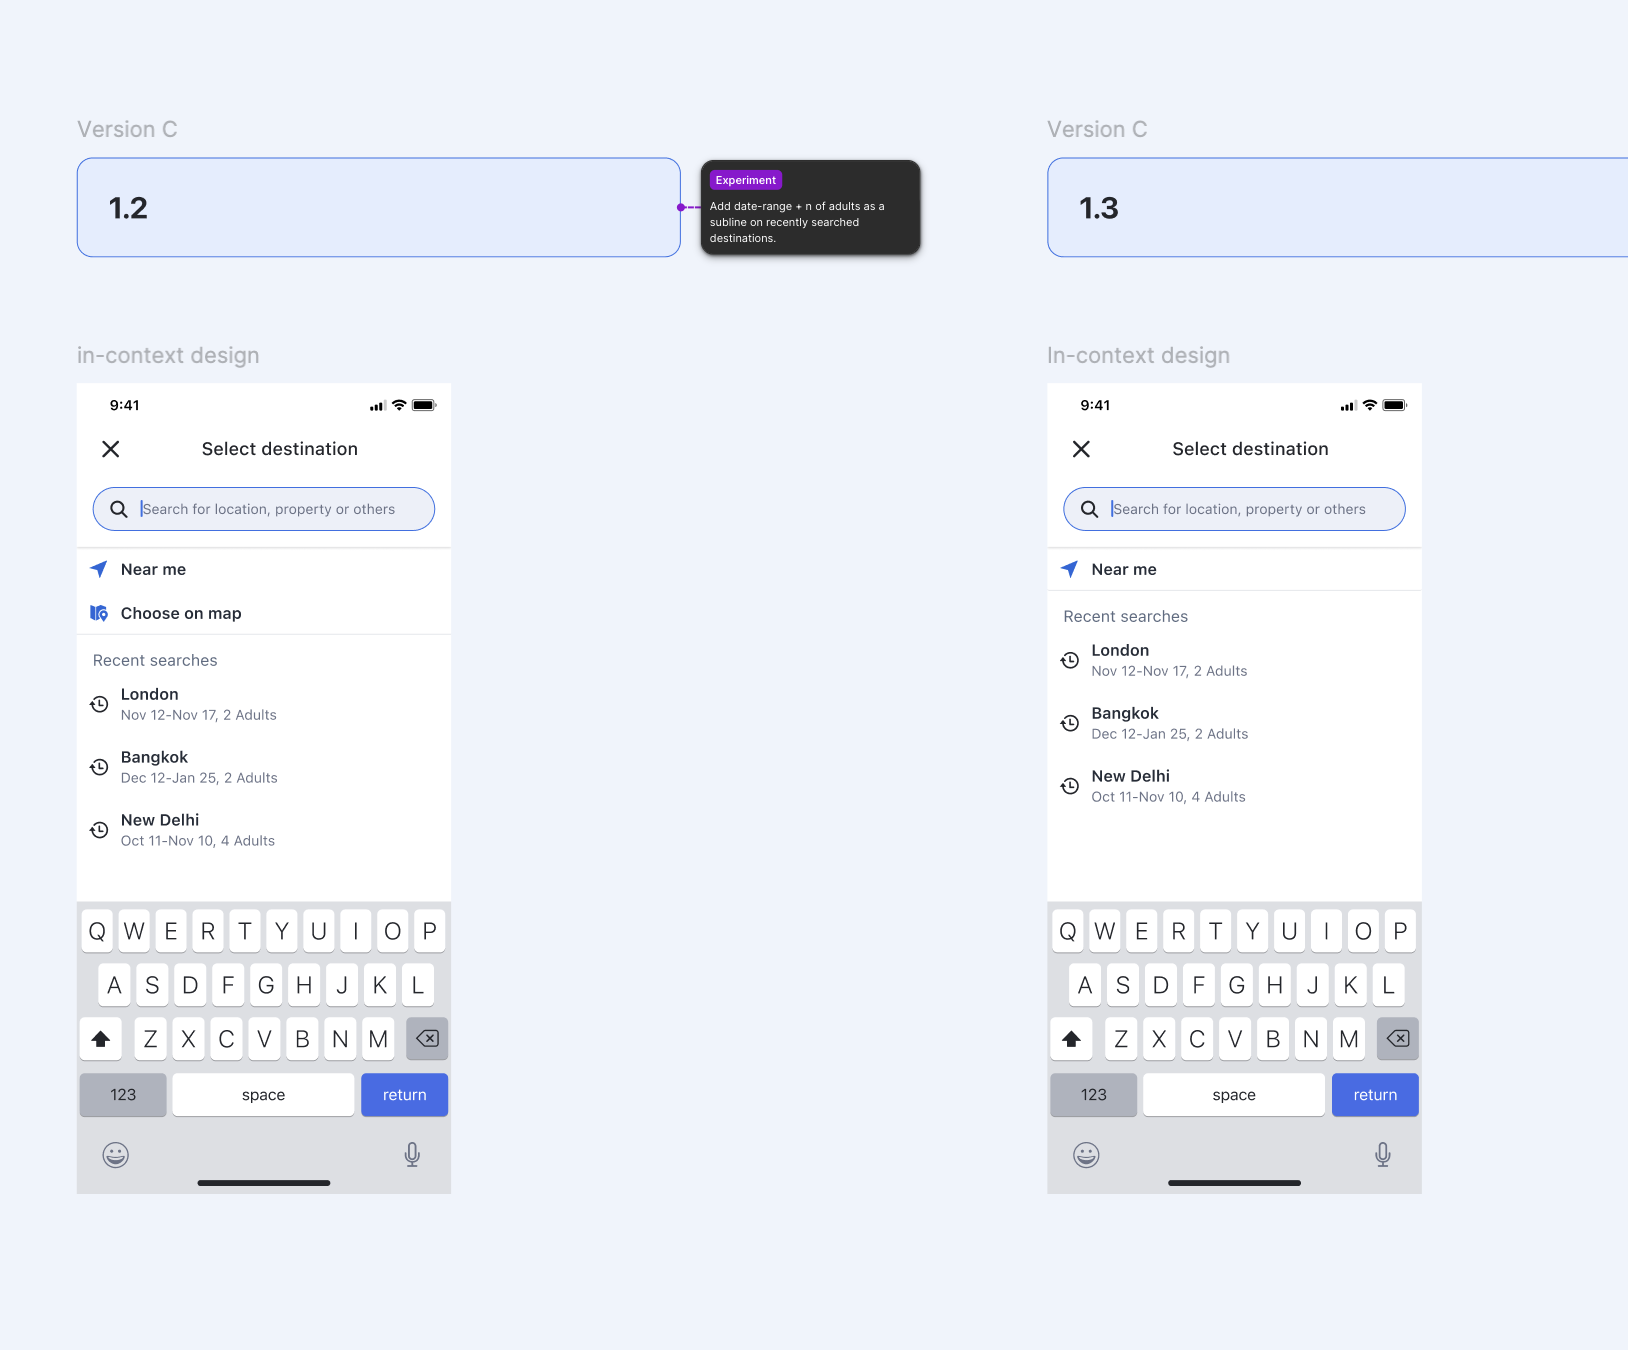 Version C
1.2
Experiment
Add date-range + n of adults as a
subline on recently searched
destinations.
Version C
1.3
in-context design
9:41
Select destination
Search for location, property or others
Near me
Choose on map
Recent searches
London
Nov 12-Nov 17, 2 Adults
Bangkok
Dec 12-Jan 25, 2 Adults
New Delhi
Oct 11-Nov 10, 4 Adults
Q W E R T Y U I O P
A S D F G H J K L
Z X C V B N M
123 space return
In-context design
9:41
Select destination
Search for location, property or others
Near me
Recent searches
London
Nov 12-Nov 17, 2 Adults
Bangkok
Dec 12-Jan 25, 2 Adults
New Delhi
Oct 11-Nov 10, 4 Adults
Q W E R T Y U I O P
A S D F G H J K L
Z X C V B N M
123 space return